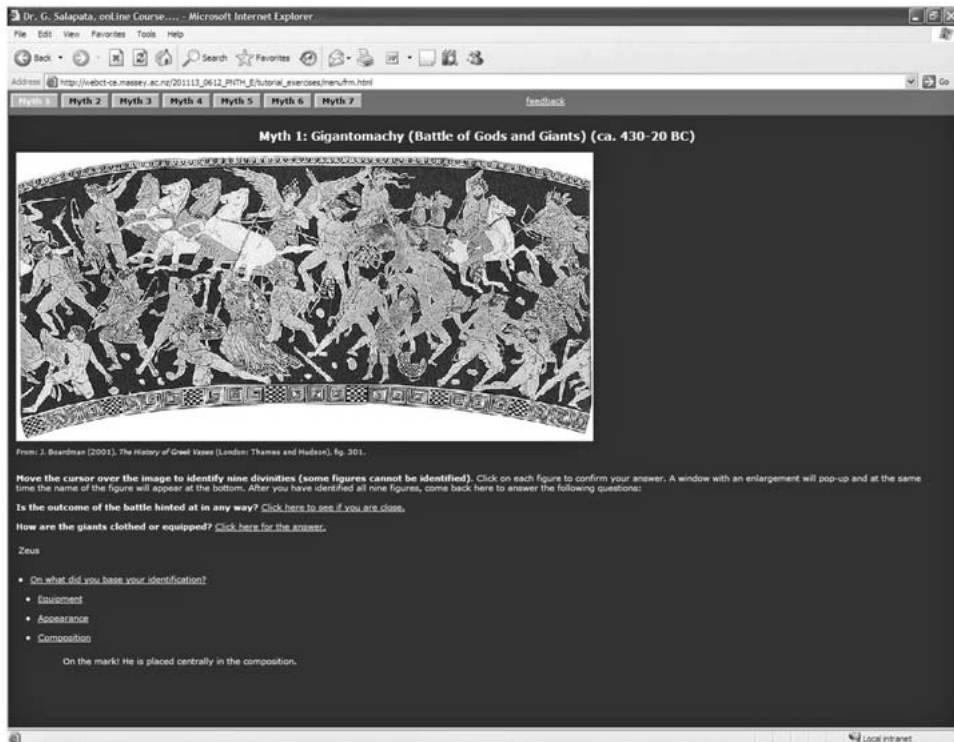 Dr. G. Salapata, onLine Course.... - Microsoft Internet Explorer
File Edit View Favorites Tools Help
Back Search Favorites
Address http://webct-ce.massey.ac.nz/201113_0612_PNTH_E/tutorial_exercises/menu/frm.html Go
Myth 1 Myth 2 Myth 3 Myth 4 Myth 5 Myth 6 Myth 7 feedback
Myth 1: Gigantomachy (Battle of Gods and Giants) (ca. 430-20 BC)
From: J. Boardman (2001), The History of Greek Vases (London: Thames and Hudson), fig. 301.
Move the cursor over the image to identify nine divinities (some figures cannot be identified). Click on each figure to confirm your answer. A window with an enlargement will pop-up and at the same
time the name of the figure will appear at the bottom. After you have identified all nine figures, come back here to answer the following questions:
Is the outcome of the battle hinted at in any way? Click here to see if you are close.
How are the giants clothed or equipped? Click here for the answer.
Zeus
• On what did you base your identification?
• Equipment
• Appearance
• Composition
On the mark! He is placed centrally in the composition.
Local intranet